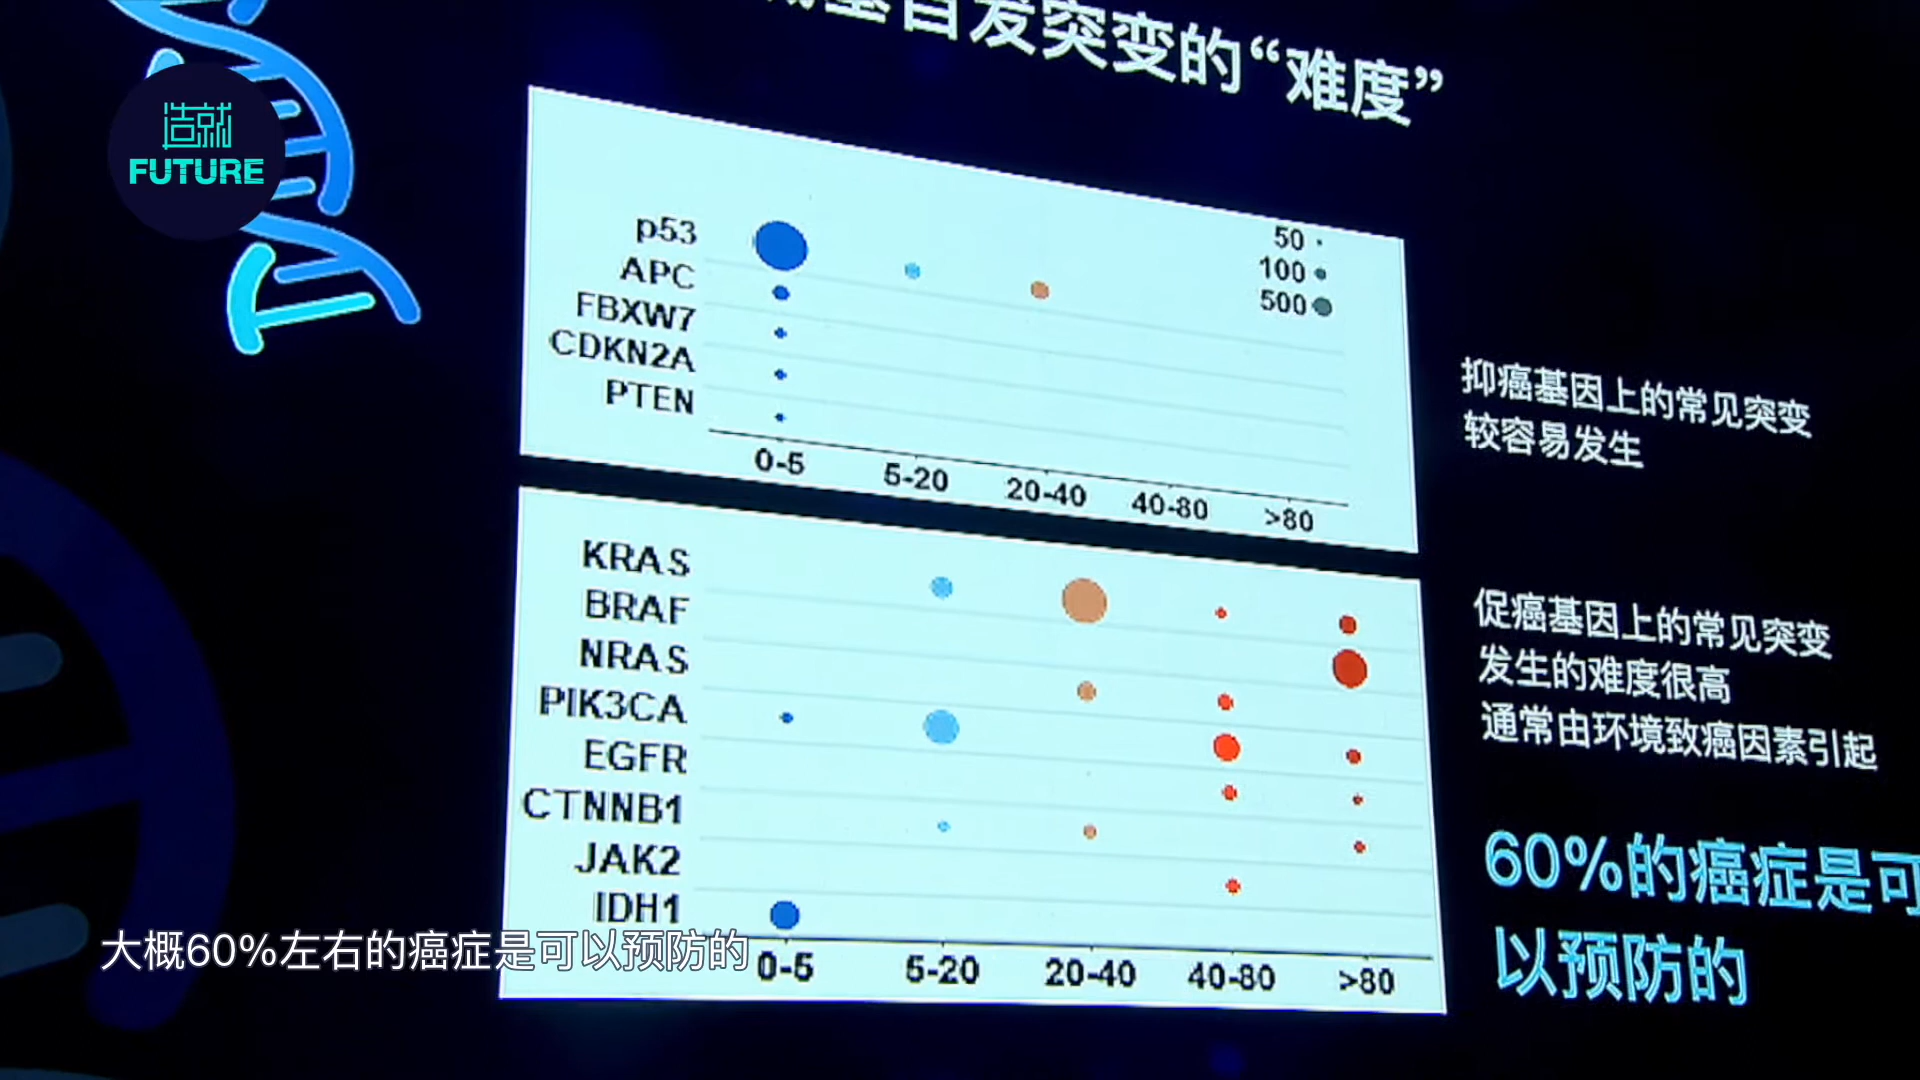 基自发突变的“难度”
造就
FUTURE
50
100
500
p53
APC
FBXW7
CDKN2A
PTEN
0-5 5-20 20-40 40-80 >80
抑癌基因上的常见突变
较容易发生
KRAS
BRAF
NRAS
PIK3CA
EGFR
CTNNB1
JAK2
IDH1
0-5 5-20 20-40 40-80 >80
促癌基因上的常见突变
发生的难度很高
通常由环境致癌因素引起
60%的癌症是可
以预防的
大概60%左右的癌症是可以预防的